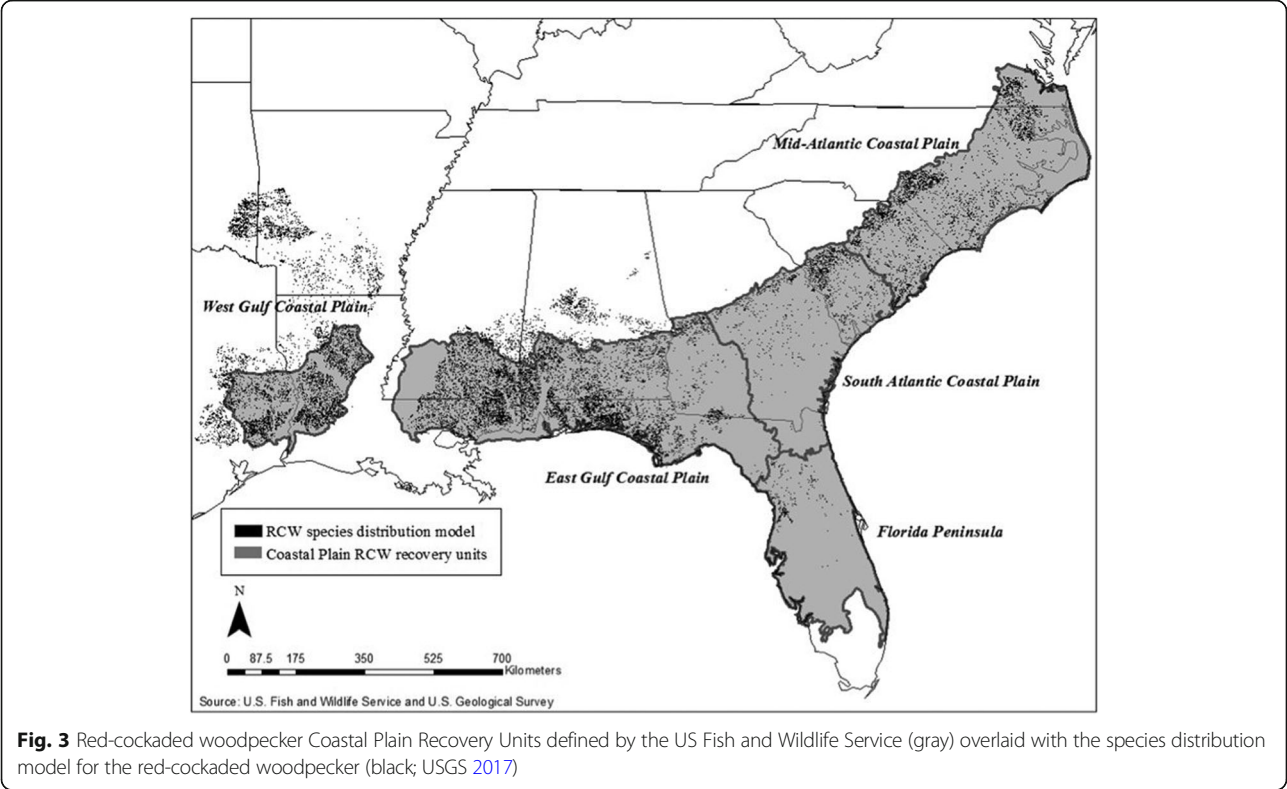 Mid-Atlantic Coastal Plain
West Gulf Coastal Plain
South Atlantic Coastal Plain
East Gulf Coastal Plain
Florida Peninsula
RCW species distribution model
Coastal Plain RCW recovery units
N
0 87.5 175 350 525 700
Kilometers
Source: U.S. Fish and Wildlife Service and U.S. Geological Survey
Fig. 3 Red-cockaded woodpecker Coastal Plain Recovery Units defined by the US Fish and Wildlife Service (gray) overlaid with the species distribution
model for the red-cockaded woodpecker (black; USGS 2017)